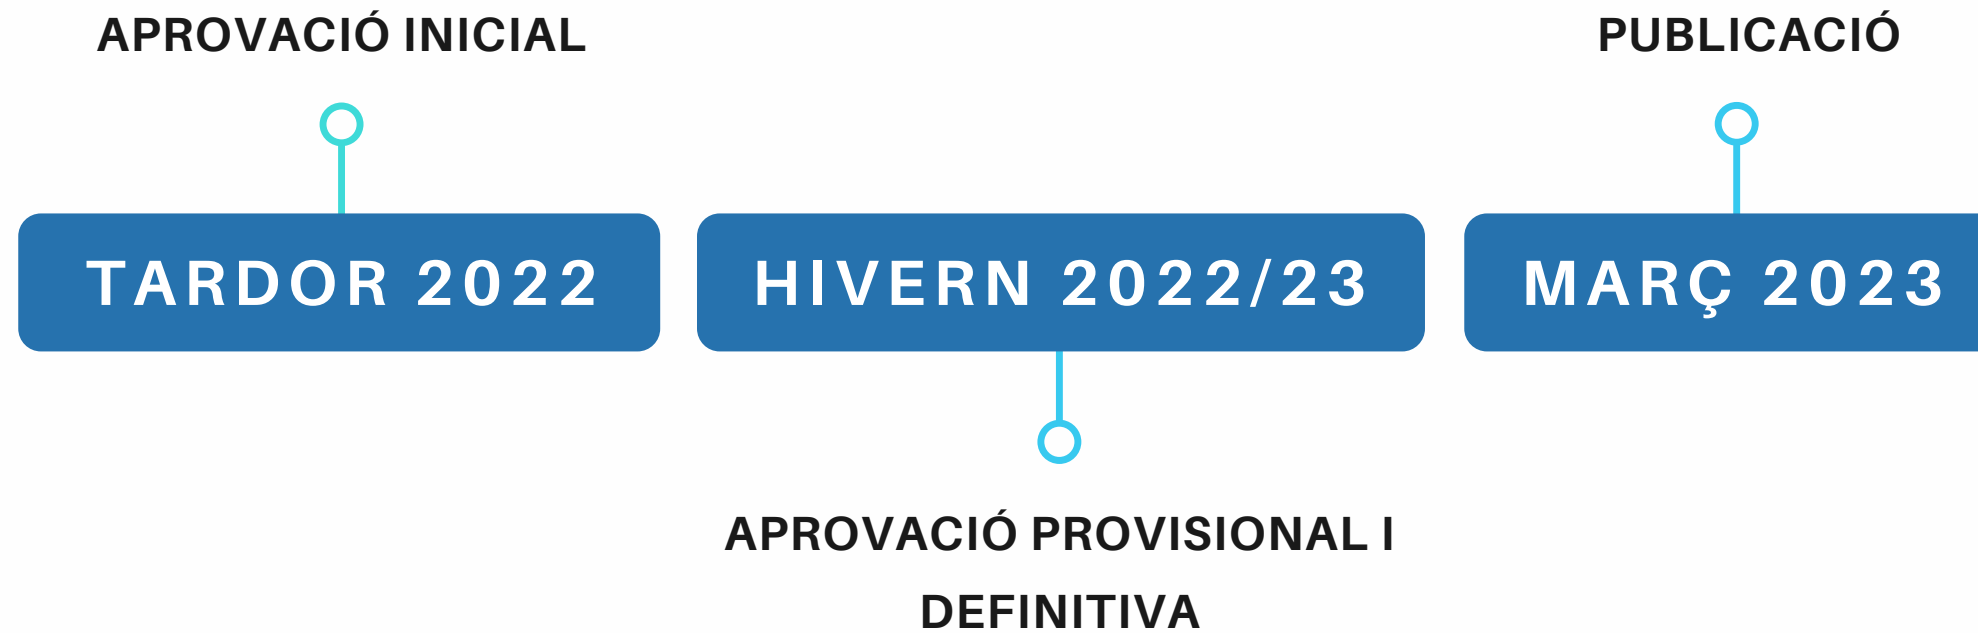 APROVACIÓ INICIAL
PUBLICACIÓ
TARDOR 2022
HIVERN 2022/23
MARÇ 2023
APROVACIÓ PROVISIONAL I
DEFINITIVA